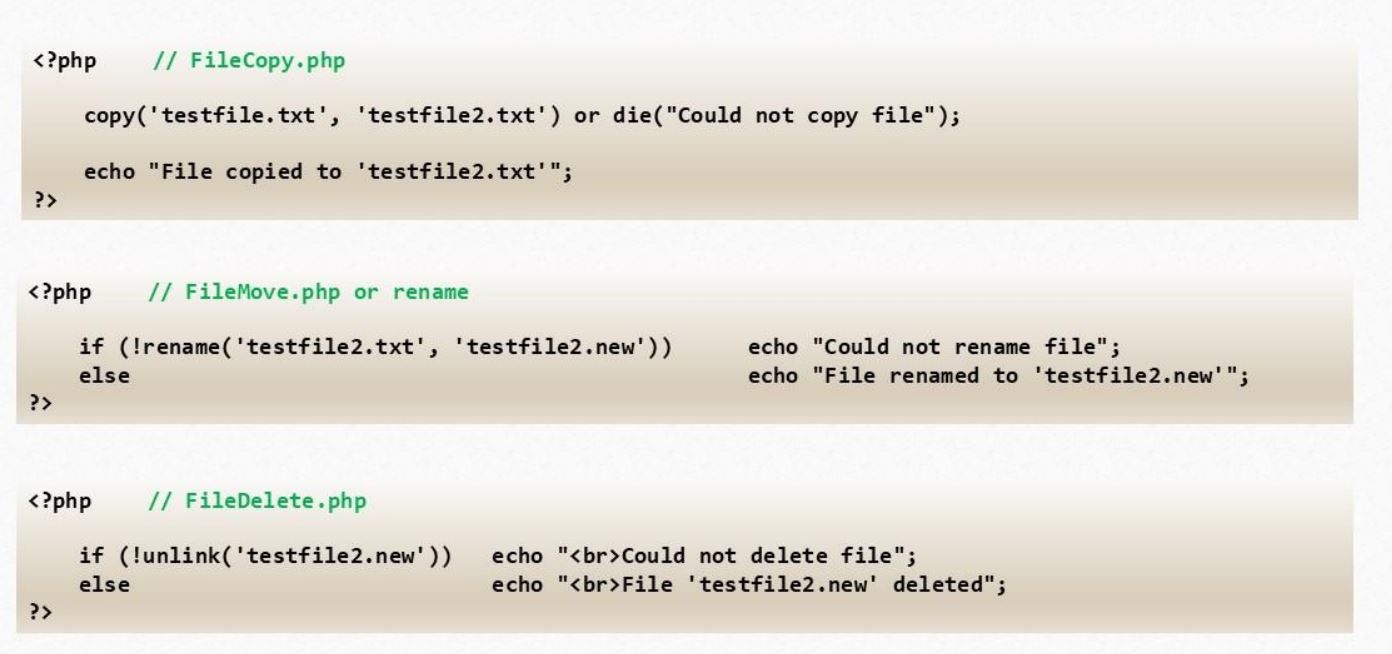 <?php // FileCopy.php
copy('testfile.txt', 'testfile2.txt') or die("Could not copy file");
echo "File copied to 'testfile2.txt'";
?>
<?php // FileMove.php or rename
if (!rename('testfile2.txt', 'testfile2.new')) echo "Could not rename file";
else echo "File renamed to 'testfile2.new'";
?>
<?php // FileDelete.php
if (!unlink('testfile2.new')) echo "<br>Could not delete file";
else echo "<br>File 'testfile2.new' deleted";
?>